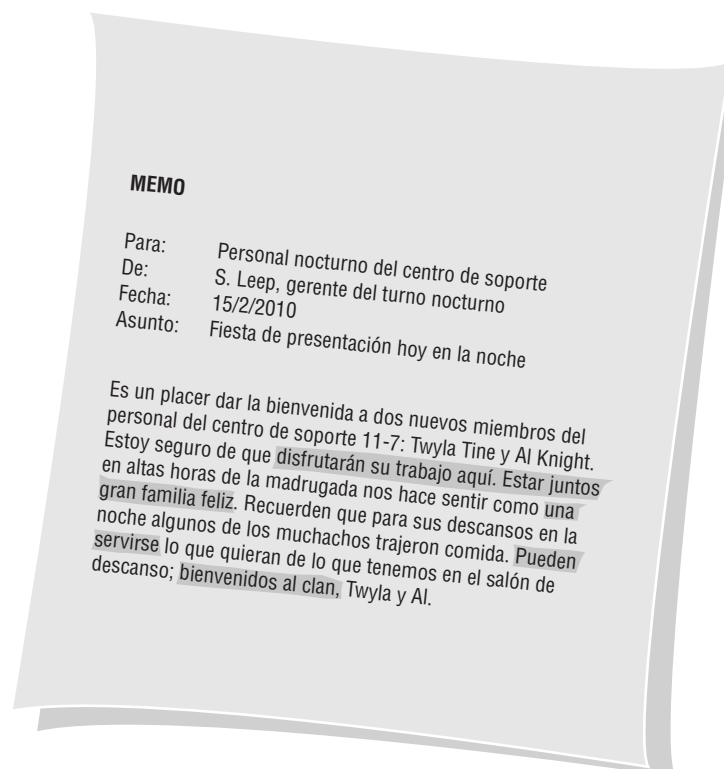 MEMO
Para: Personal nocturno del centro de soporte
De: S. Leep, gerente del turno nocturno
Fecha: 15/2/2010
Asunto: Fiesta de presentación hoy en la noche
Es un placer dar la bienvenida a dos nuevos miembros del
personal del centro de soporte 11-7: Twyla Tine y Al Knight.
Estoy seguro de que disfrutarán su trabajo aquí. Estar juntos
en altas horas de la madrugada nos hace sentir como una
gran familia feliz. Recuerden que para sus descansos en la
noche algunos de los muchachos trajeron comida. Pueden
servirse lo que quieran de lo que tenemos en el salón de
descanso; bienvenidos al clan, Twyla y Al.